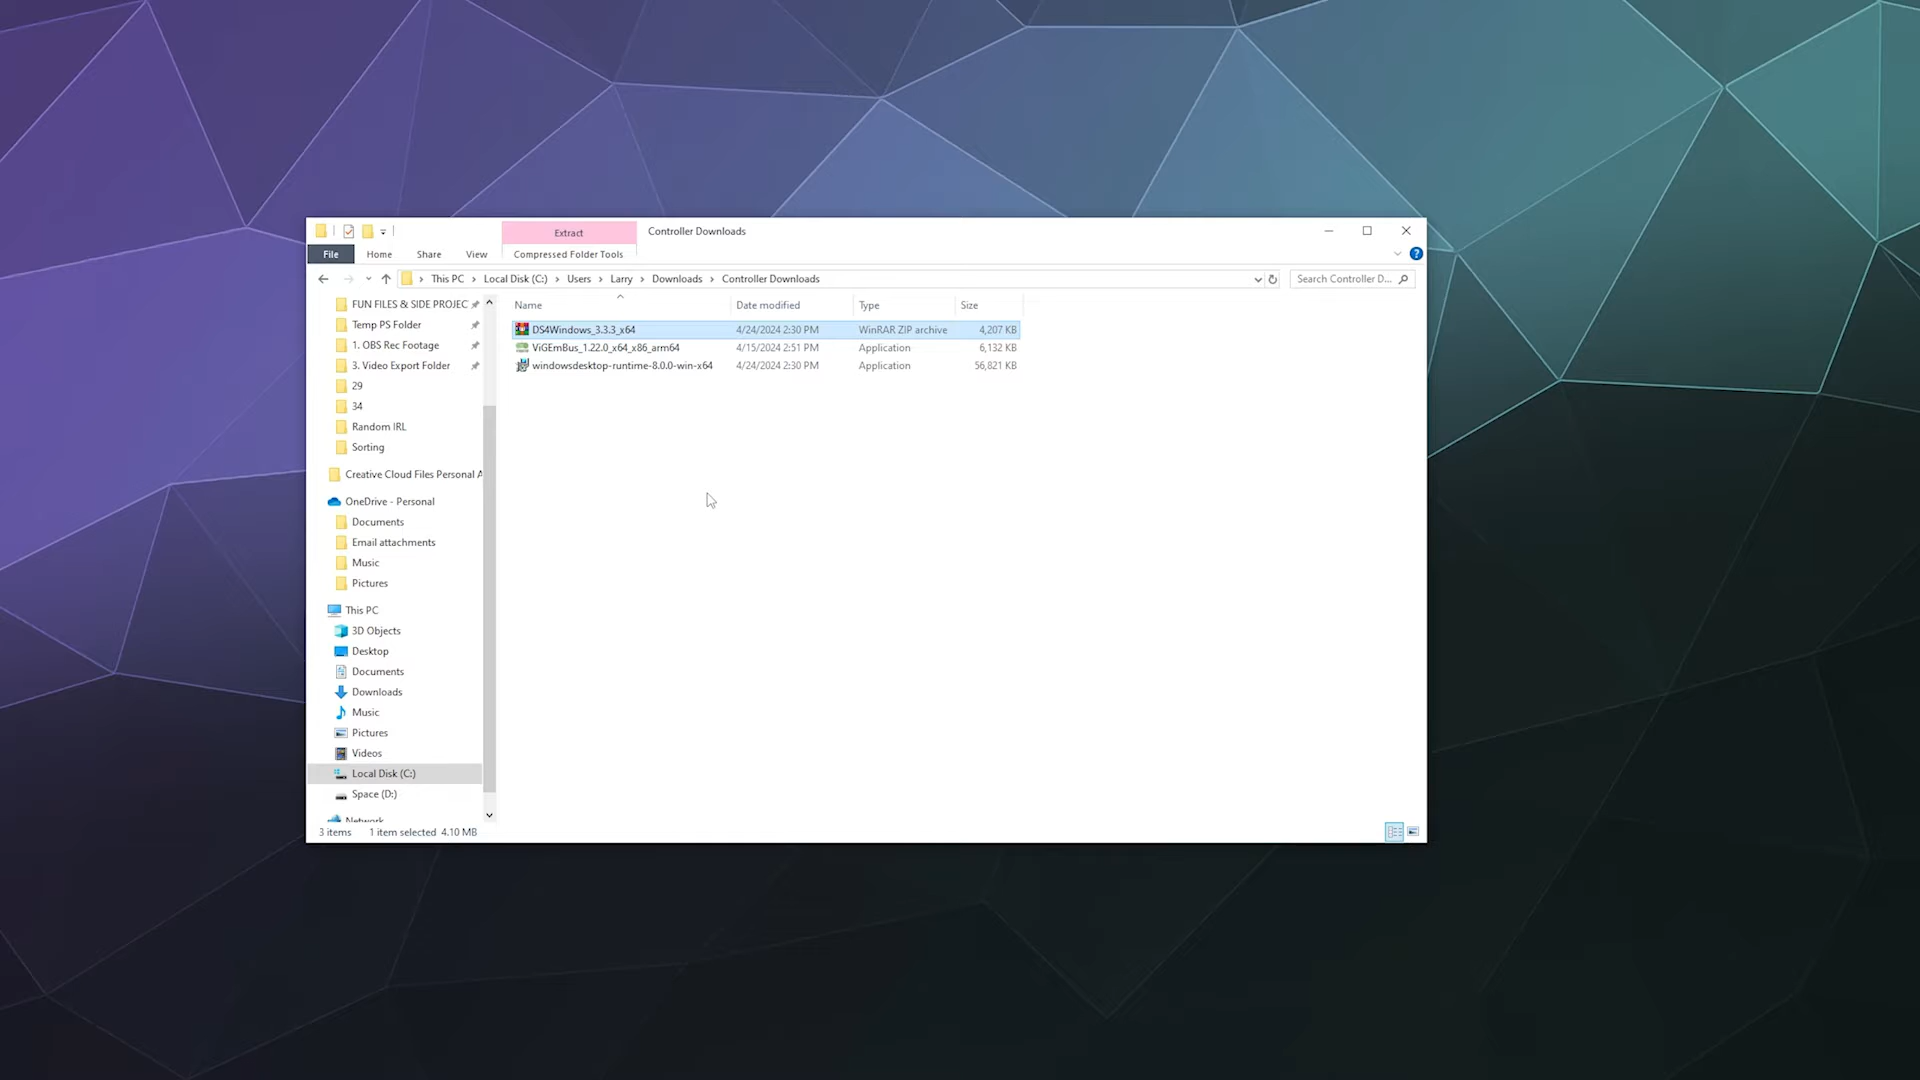 Extract
Controller Downloads
File
Home
Share
View
Compressed Folder Tools
This PC > Local Disk (C:) > Users > Larry > Downloads > Controller Downloads
Search Controller D...
FUN FILES & SIDE PROJEC
Temp PS Folder
1. OBS Rec Footage
3. Video Export Folder
29
34
Random IRL
Sorting
Creative Cloud Files Personal A
OneDrive - Personal
Documents
Email attachments
Music
Pictures
This PC
3D Objects
Desktop
Documents
Downloads
Music
Pictures
Videos
Local Disk (C:)
Space (D:)
Network
Name Date modified Type Size
DS4Windows_3.3.3_x64 4/24/2024 2:30 PM WinRAR ZIP archive 4,207 KB
ViGEmBus_1.22.0_x64_x86_arm64 4/15/2024 2:51 PM Application 6,132 KB
windowsdesktop-runtime-8.0.0-win-x64 4/24/2024 2:30 PM Application 56,821 KB
3 items 1 item selected 4.10 MB